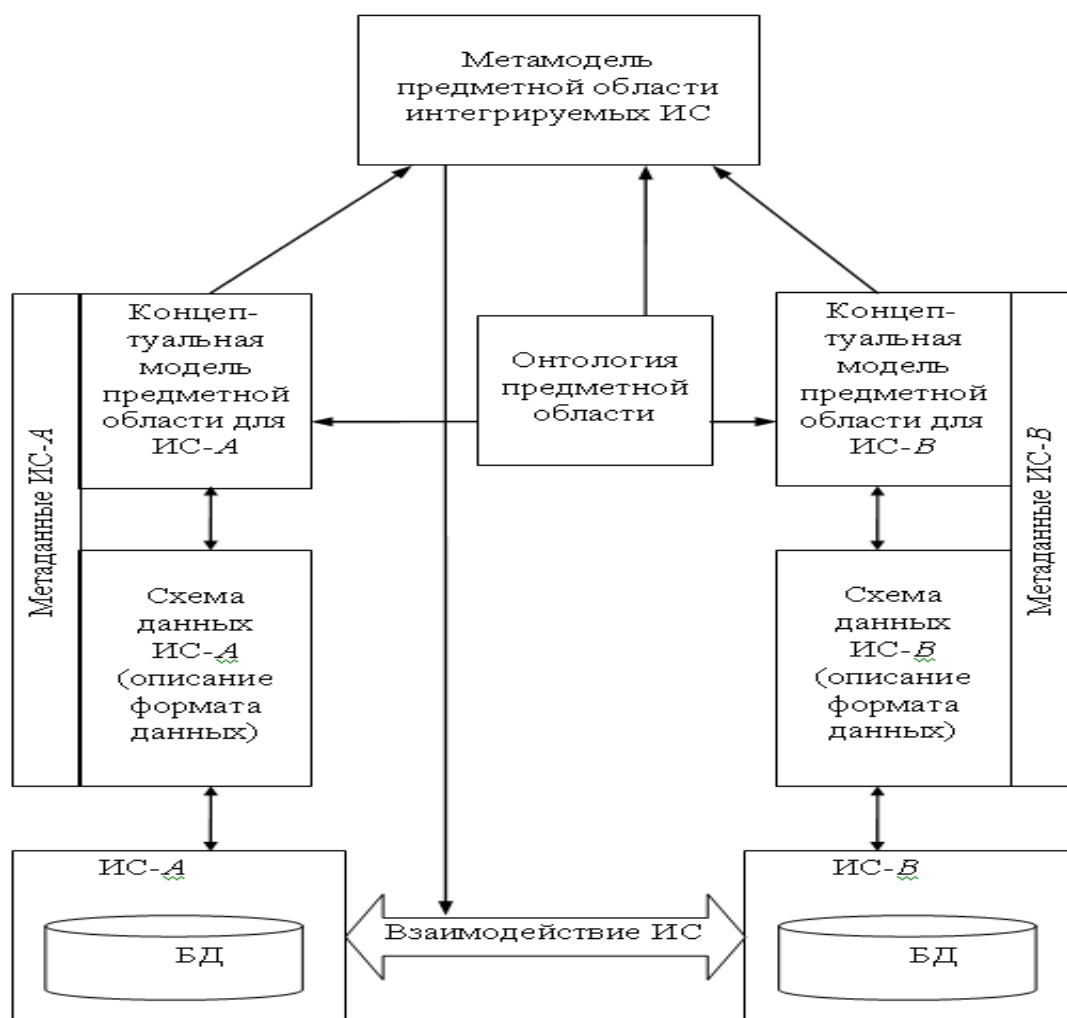 Метамодель
предметной области
интегрируемых ИС
Метаданные ИС-A
Концеп-
туальная
модель
предметной
области для
ИС-A
Онтология
предметной
области
Концеп-
туальная
модель
предметной
области для
ИС-B
Метаданные ИС-B
Схема
данных
ИС-A
(описание
формата
данных)
Схема
данных
ИС-B
(описание
формата
данных)
ИС-A
БД
Взаимодействие ИС
ИС-B
БД